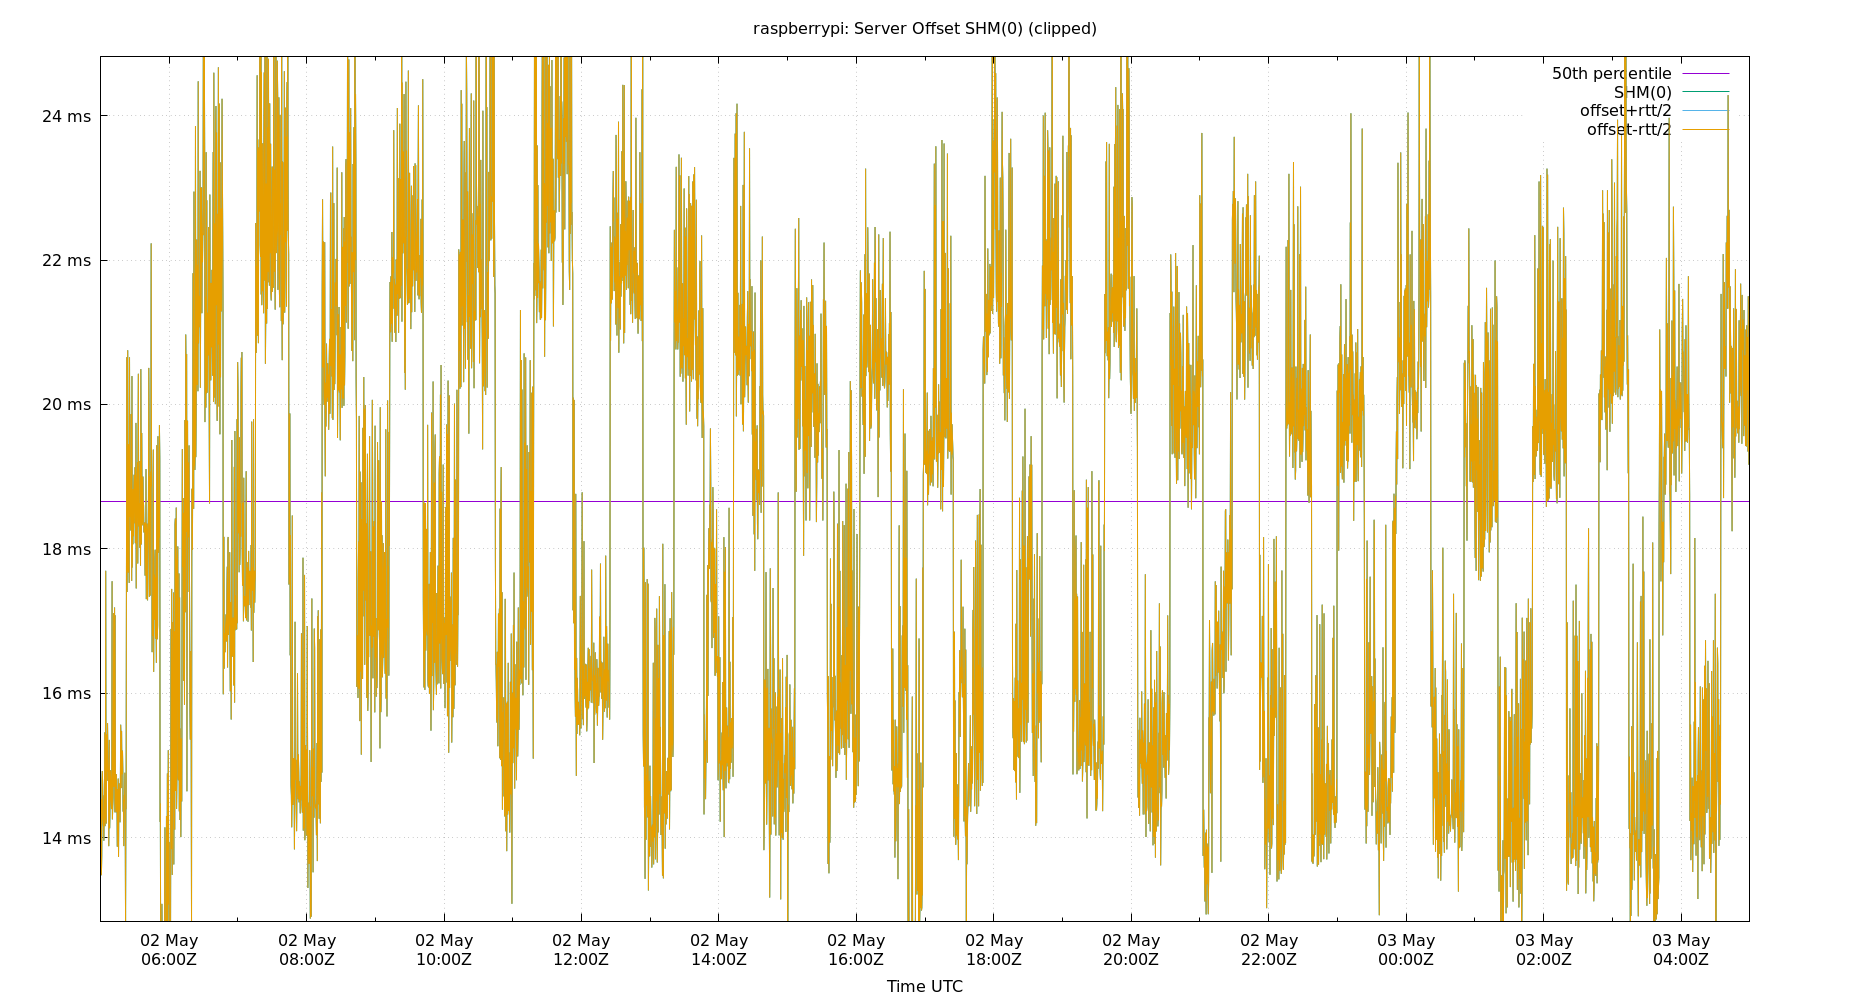 raspberrypi: Server Offset SHM(0) (clipped)
50th percentile
SHM(0)
offset+rtt/2
offset-rtt/2
24 ms
22 ms
20 ms
18 ms
16 ms
14 ms
02 May 02 May 02 May 02 May 02 May 02 May 02 May 02 May 02 May 03 May 03 May 03 May
06:00Z 08:00Z 10:00Z 12:00Z 14:00Z 16:00Z 18:00Z 20:00Z 22:00Z 00:00Z 02:00Z 04:00Z
Time UTC